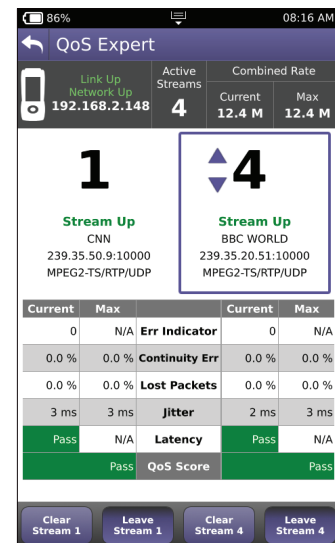 86% 08:16 AM
QoS Expert
Link Up
Network Up
192.168.2.148
Active
Streams
4
Combined Rate
Current Max
12.4 M 12.4 M
1
Stream Up
CNN
239.35.50.9:10000
MPEG2-TS/RTP/UDP
4
Stream Up
BBC WORLD
239.35.20.51:
10000
MPEG2-TS/RTP/UDP
Current Max Current Max
0 N/A Err Indicator 0 N/A
0.0 % 0.0 % Continuity Err 0.0 % 0.0 %
0.0 % 0.0 % Lost Packets 0.0 % 0.0 %
3 ms 3 ms Jitter 2 ms 3 ms
Pass N/A Latency Pass N/A
Pass QoS Score Pass
Clear
Stream 1
Leave
Stream 1
Clear
Stream 4
Leave
Stream 4